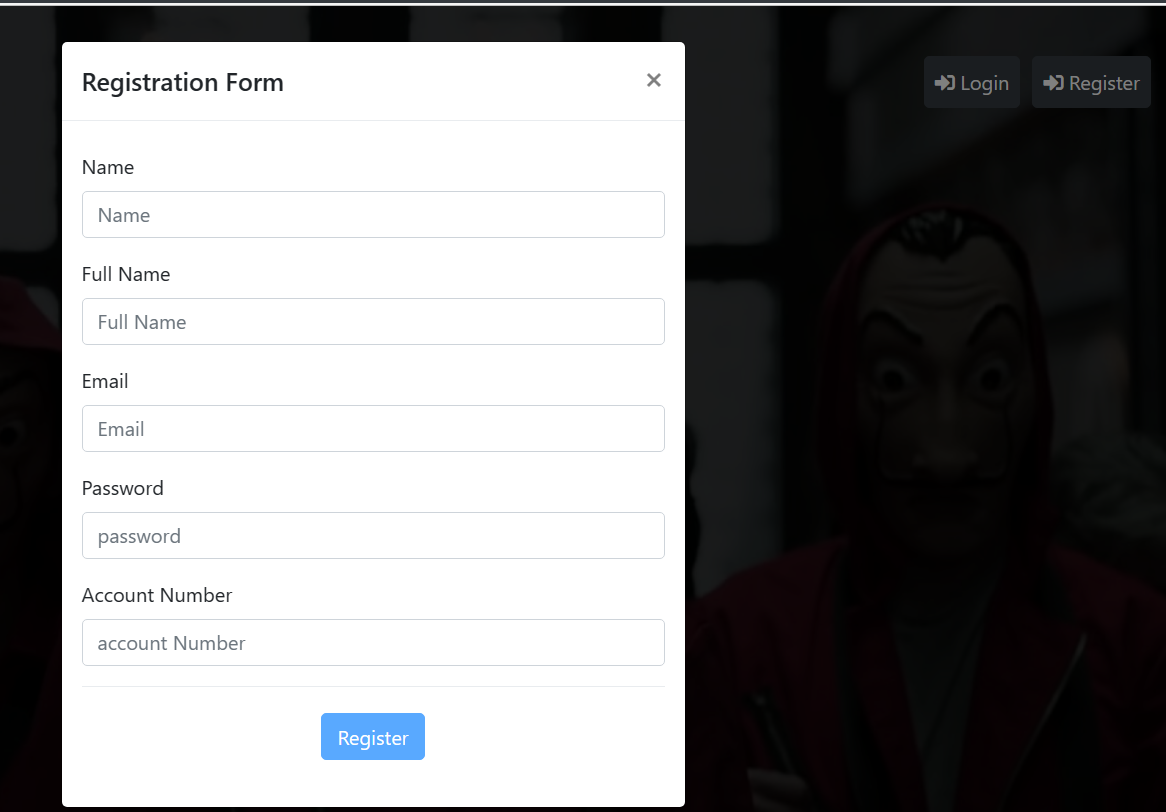 Registration Form ×
Login Register
Name
Name
Full Name
Full Name
Email
Email
Password
password
Account Number
account Number
Register